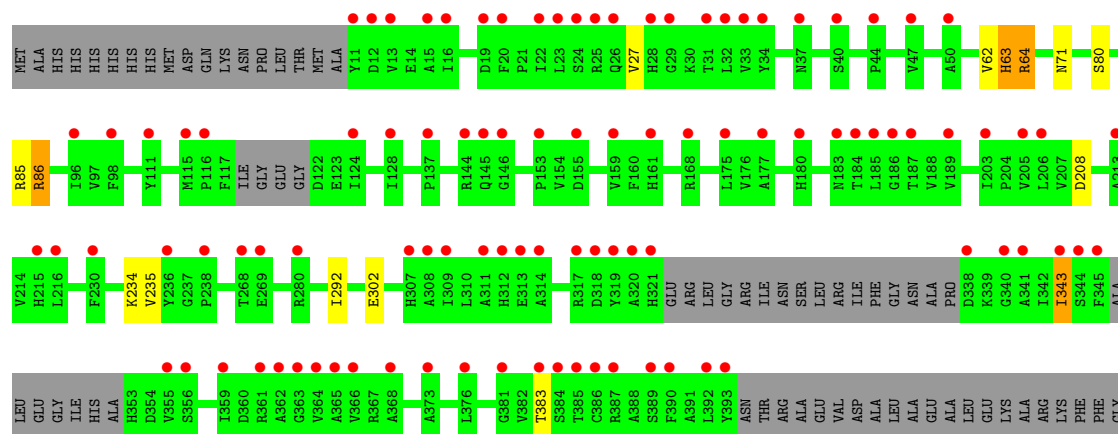 MET ALA HIS HIS HIS HIS HIS HIS MET ASP GLN LYS ASN PRO LEU THR MET ALA Y11 D12 V13 E14 A15 I16 D19 F20 P21 I22 L23 S24 R25 Q26 V27 H28 G29 K30 T31 L32 V33 Y34 N37 S40 P44 V47 A50 V62 H63 R64 N71 S80
R85 R86 I96 V97 F98 Y111 M115 P116 F117 ILE GLY GLU GLY D122 E123 I124 I128 P137 R144 Q145 G146 P153 V154 D155 V159 F160 H161 R168 L175 V176 A177 H180 N183 T184 L185 G186 T187 V188 V189 I203 P204 V205 L206 V207 D208 A213
V214 H215 L216 F230 K234 V235 Y236 G237 P238 T268 E269 R280 I292 E302 H307 A308 I309 L310 A311 H312 E313 A314 R317 D318 Y319 A320 H321 GLU ARG LEU GLY ARG ILE ASN SER LEU ARG ILE PHE GLY ASN ALA PRO D338 K339 G340 A341 I342 I343 S344 F345 ALA
LEU GLU GLY ILE HIS ALA H353 D354 V355 S356 I359 D360 R361 A362 G363 V364 A365 V366 R367 A368 A373 L376 G381 V382 T383 S384 T385 C386 R387 A388 S389 F390 A391 L392 Y393 ASN THR ARG ALA GLU VAL ASP ALA LEU ALA GLU ALA LEU GLU LYS ALA ARG LYS PHE PHE GLY